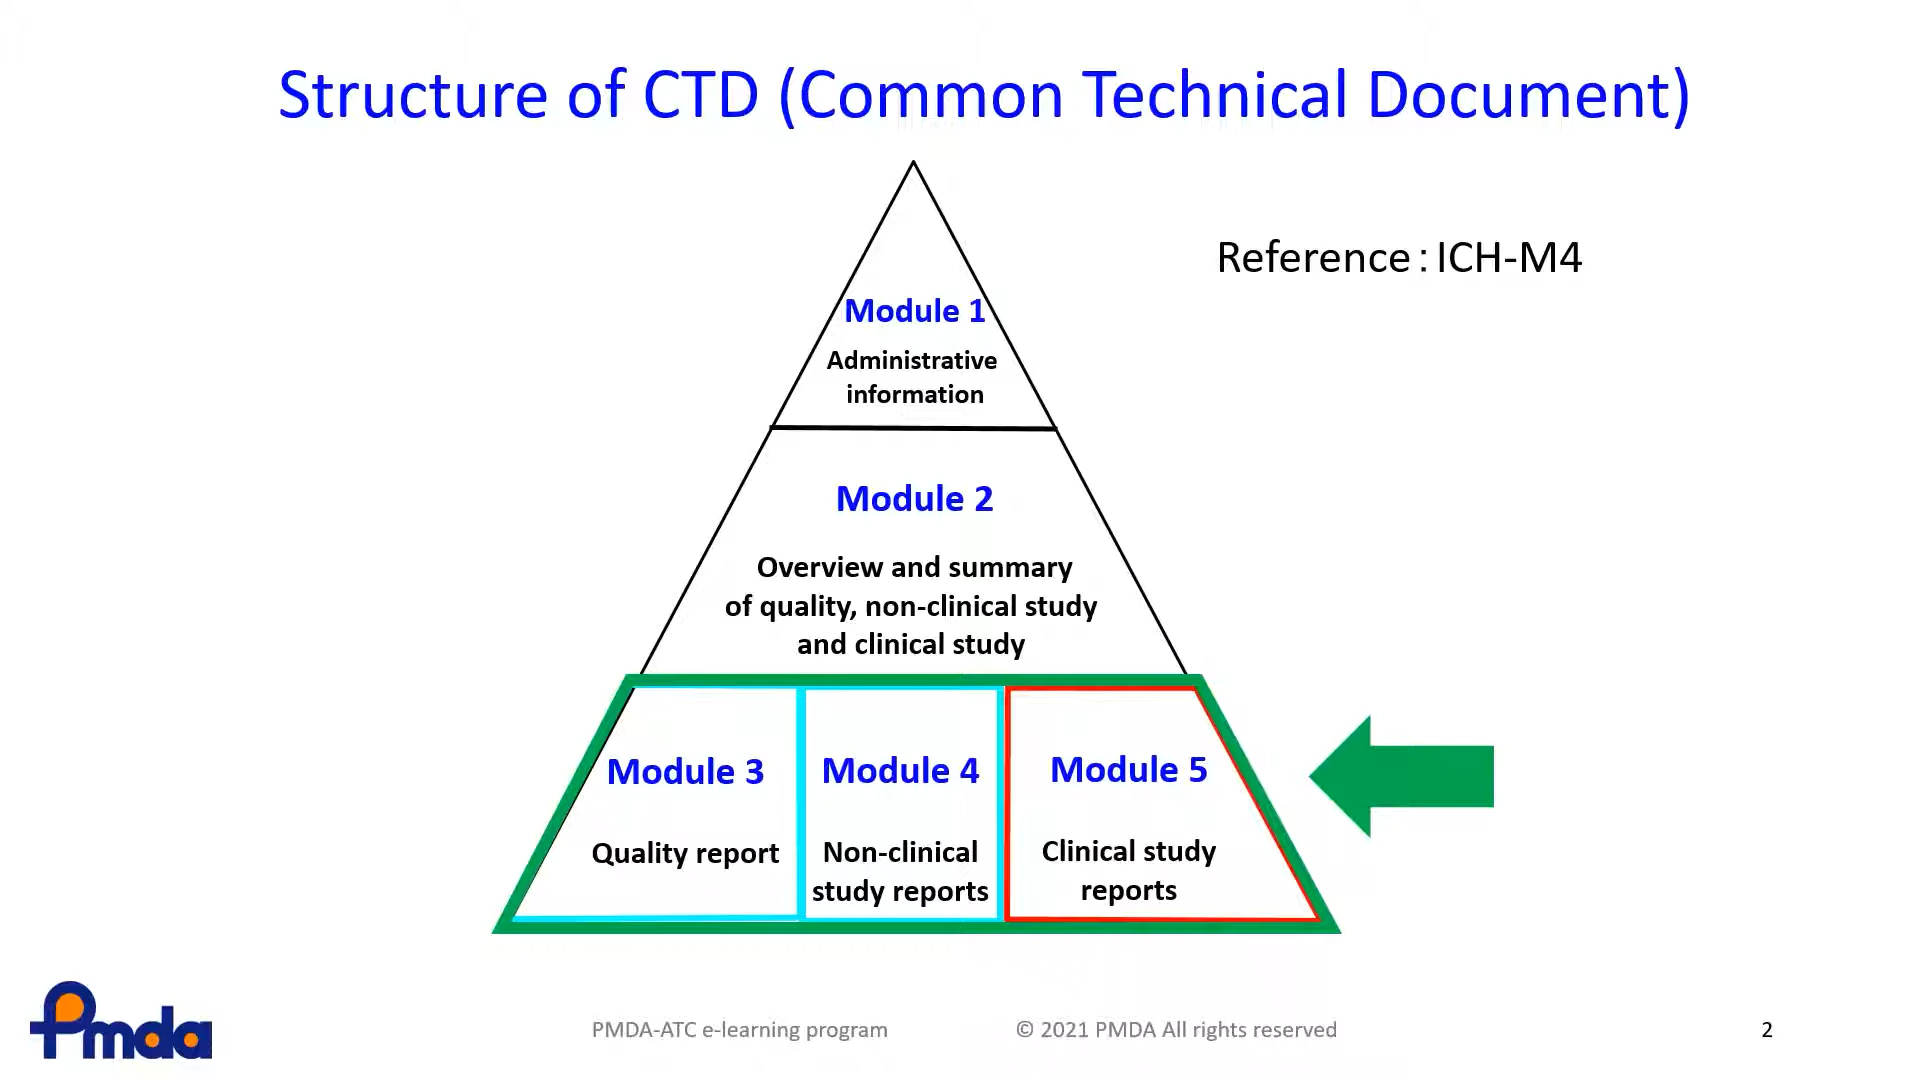 Structure of CTD (Common Technical Document)
Reference : ICH-M4
Module 1
Administrative
information
Module 2
Overview and summary
of quality, non-clinical study
and clinical study
Module 3
Quality report
Module 4
Non-clinical
study reports
Module 5
Clinical study
reports
Pmda
PMDA-ATC e-learning program
© 2021 PMDA All rights reserved
2